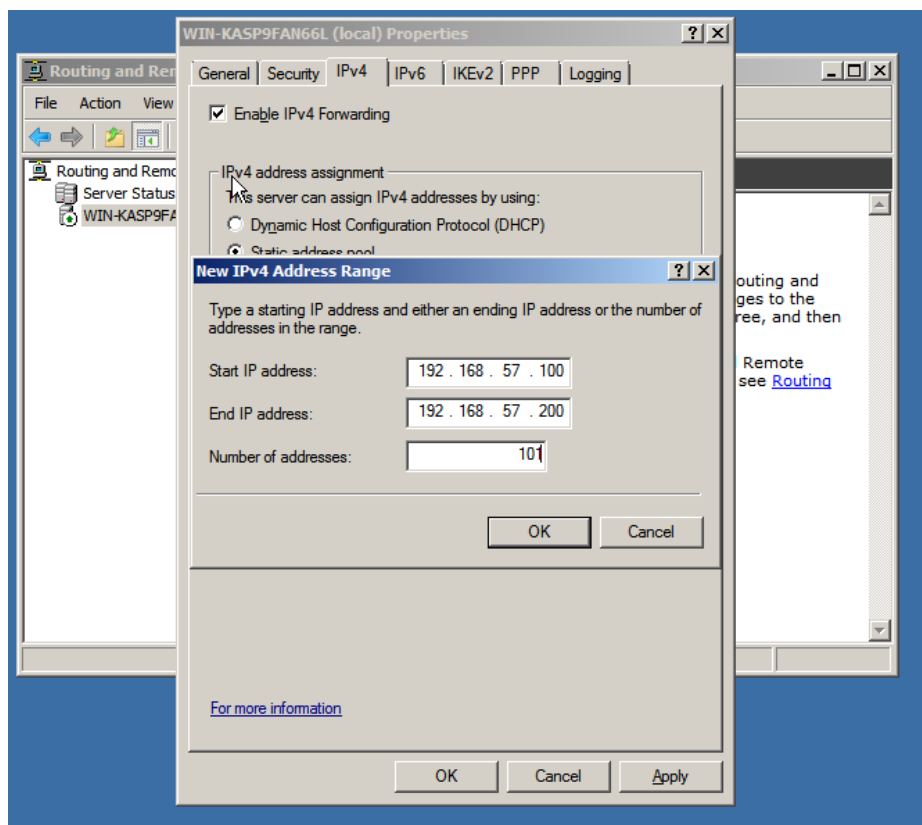 WIN-KASP9FAN66L (local) Properties
Routing and Rem
General Security IPv4 IPv6 IKEv2 PPP Logging
File Action View
Enable IPv4 Forwarding
Routing and Remo
Server Status
WIN-KASP9FA
IPv4 address assignment
This server can assign IPv4 addresses by using:
Dynamic Host Configuration Protocol (DHCP)
Static address pool
New IPv4 Address Range
Type a starting IP address and either an ending IP address or the number of
addresses in the range.
Start IP address: 192 . 168 . 57 . 100
End IP address: 192 . 168 . 57 . 200
Number of addresses: 101
OK Cancel
outing and
ges to the
ree, and then
Remote
see Routing
For more information
OK Cancel Apply